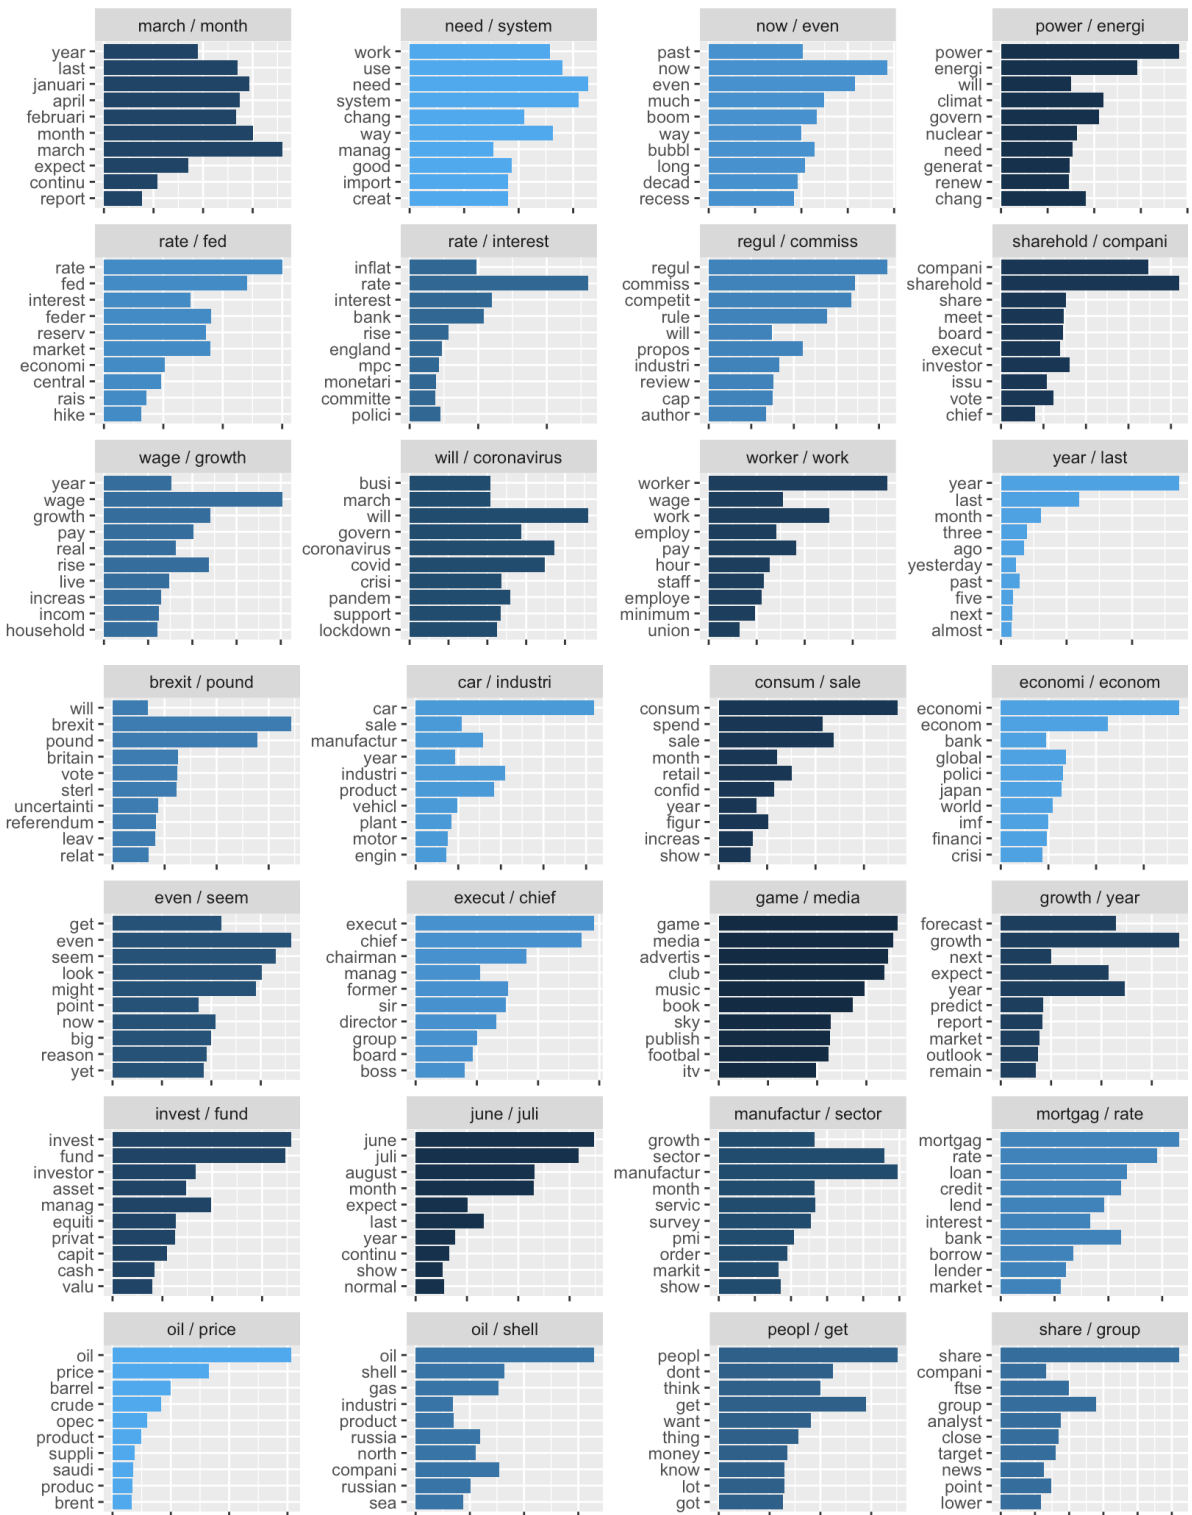 march / month
year
last
januari
april
februari
month
march
expect
continu
report
need / system
work
use
need
system
chang
way
manag
good
import
creat
now / even
past
now
even
much
boom
way
bubbl
long
decad
recess
power / energi
power
energi
will
climat
govern
nuclear
need
generat
renew
chang
rate / fed
rate
fed
interest
feder
reserv
market
economi
central
rais
hike
rate / interest
inflat
rate
interest
bank
rise
england
mpc
monetari
committe
polici
regul / commiss
regul
commiss
competit
rule
will
propos
industri
review
cap
author
sharehold / compani
compani
sharehold
share
meet
board
execut
investor
issu
vote
chief
wage / growth
year
wage
growth
pay
real
rise
live
increas
incom
household
will / coronavirus
busi
march
will
govern
coronavirus
covid
crisi
pandem
support
lockdown
worker / work
worker
wage
work
employ
pay
hour
staff
employe
minimum
union
year / last
year
last
month
three
ago
yesterday
past
five
next
almost
brexit / pound
will
brexit
pound
britain
vote
sterl
uncertainti
referendum
leav
relat
car / industri
car
sale
manufactur
year
industri
product
vehicl
plant
motor
engin
consum / sale
consum
spend
sale
month
retail
confid
year
figur
increas
show
economi / econom
economi
econom
bank
global
polici
japan
world
imf
financi
crisi
even / seem
get
even
seem
look
might
point
now
big
reason
yet
execut / chief
execut
chief
chairman
manag
former
sir
director
group
board
boss
game / media
game
media
advertis
club
music
book
sky
publish
footbal
itv
growth / year
forecast
growth
next
expect
year
predict
report
market
outlook
remain
invest / fund
invest
fund
investor
asset
manag
equiti
privat
capit
cash
valu
june / juli
june
juli
august
month
expect
last
year
continu
show
normal
manufactur / sector
growth
sector
manufactur
month
servic
survey
pmi
order
markit
show
mortgag / rate
mortgag
rate
loan
credit
lend
interest
bank
borrow
lender
market
oil / price
oil
price
barrel
crude
opec
product
suppli
saudi
produc
brent
oil / shell
oil
shell
gas
industri
product
russia
north
compani
russian
sea
peopl / get
peopl
dont
think
get
want
thing
money
know
lot
got
share / group
share
compani
ftse
group
analyst
close
target
news
point
lower